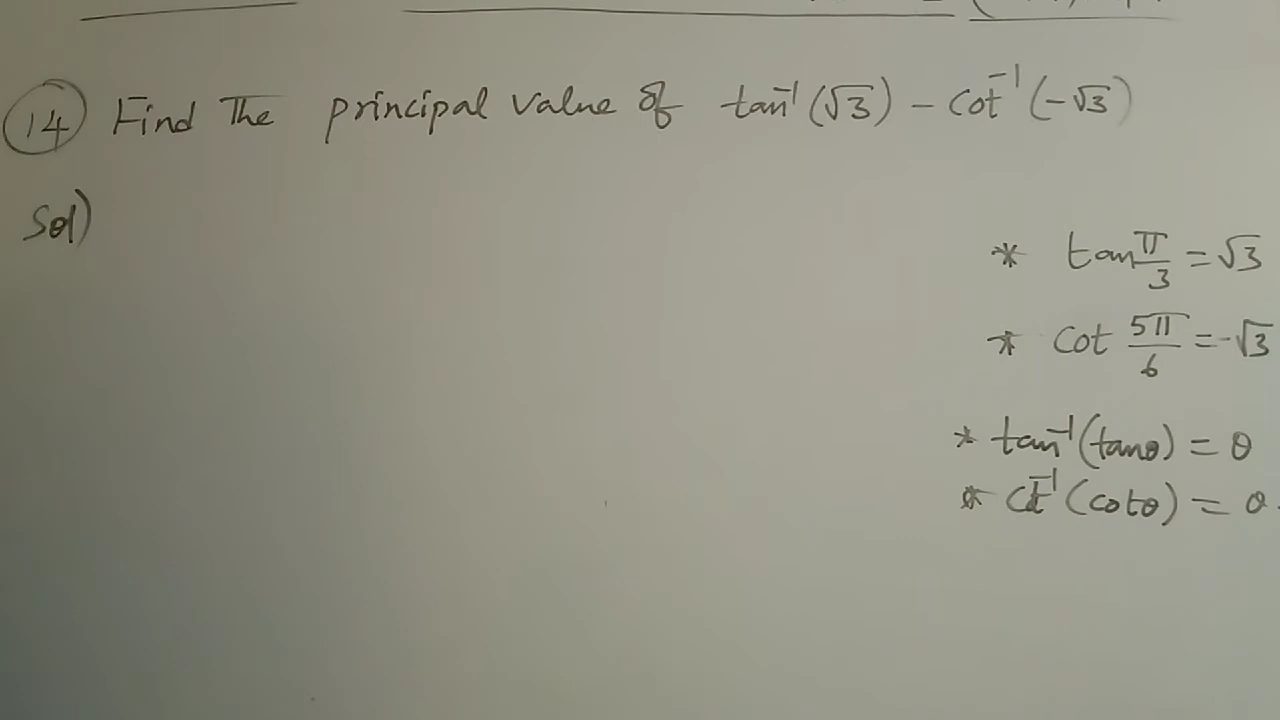 14 Find The principal value of tan⁻¹(√3) - cot⁻¹(-√3)
Sol)
* tan π/3 = √3
* cot 5π/6 = -√3
* tan⁻¹(tanθ) = θ
* cot⁻¹(cotθ) = θ.